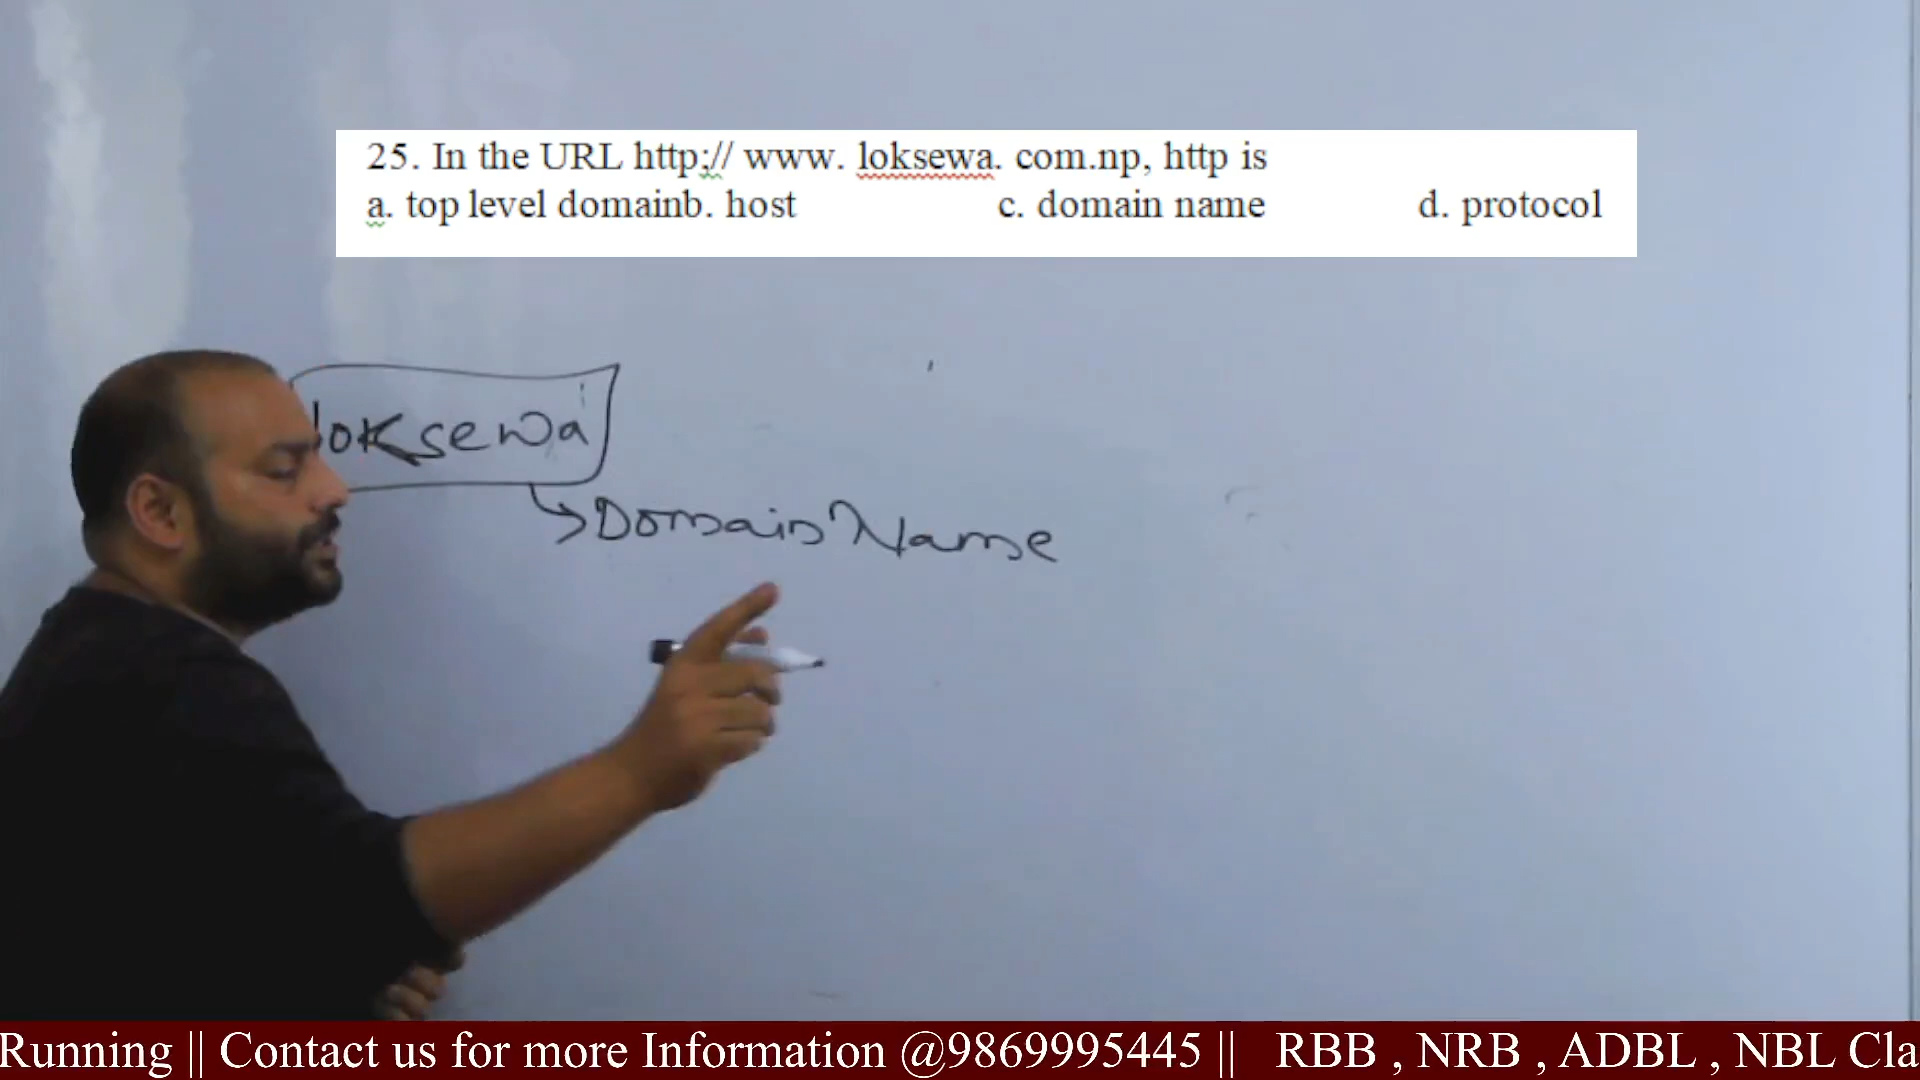 25. In the URL http:// www. loksewa. com.np, http is
a. top level domainb. host c. domain name d. protocol
loksewa
Domain Name
Running || Contact us for more Information @9869995445 || RBB , NRB , ADBL , NBL Cla